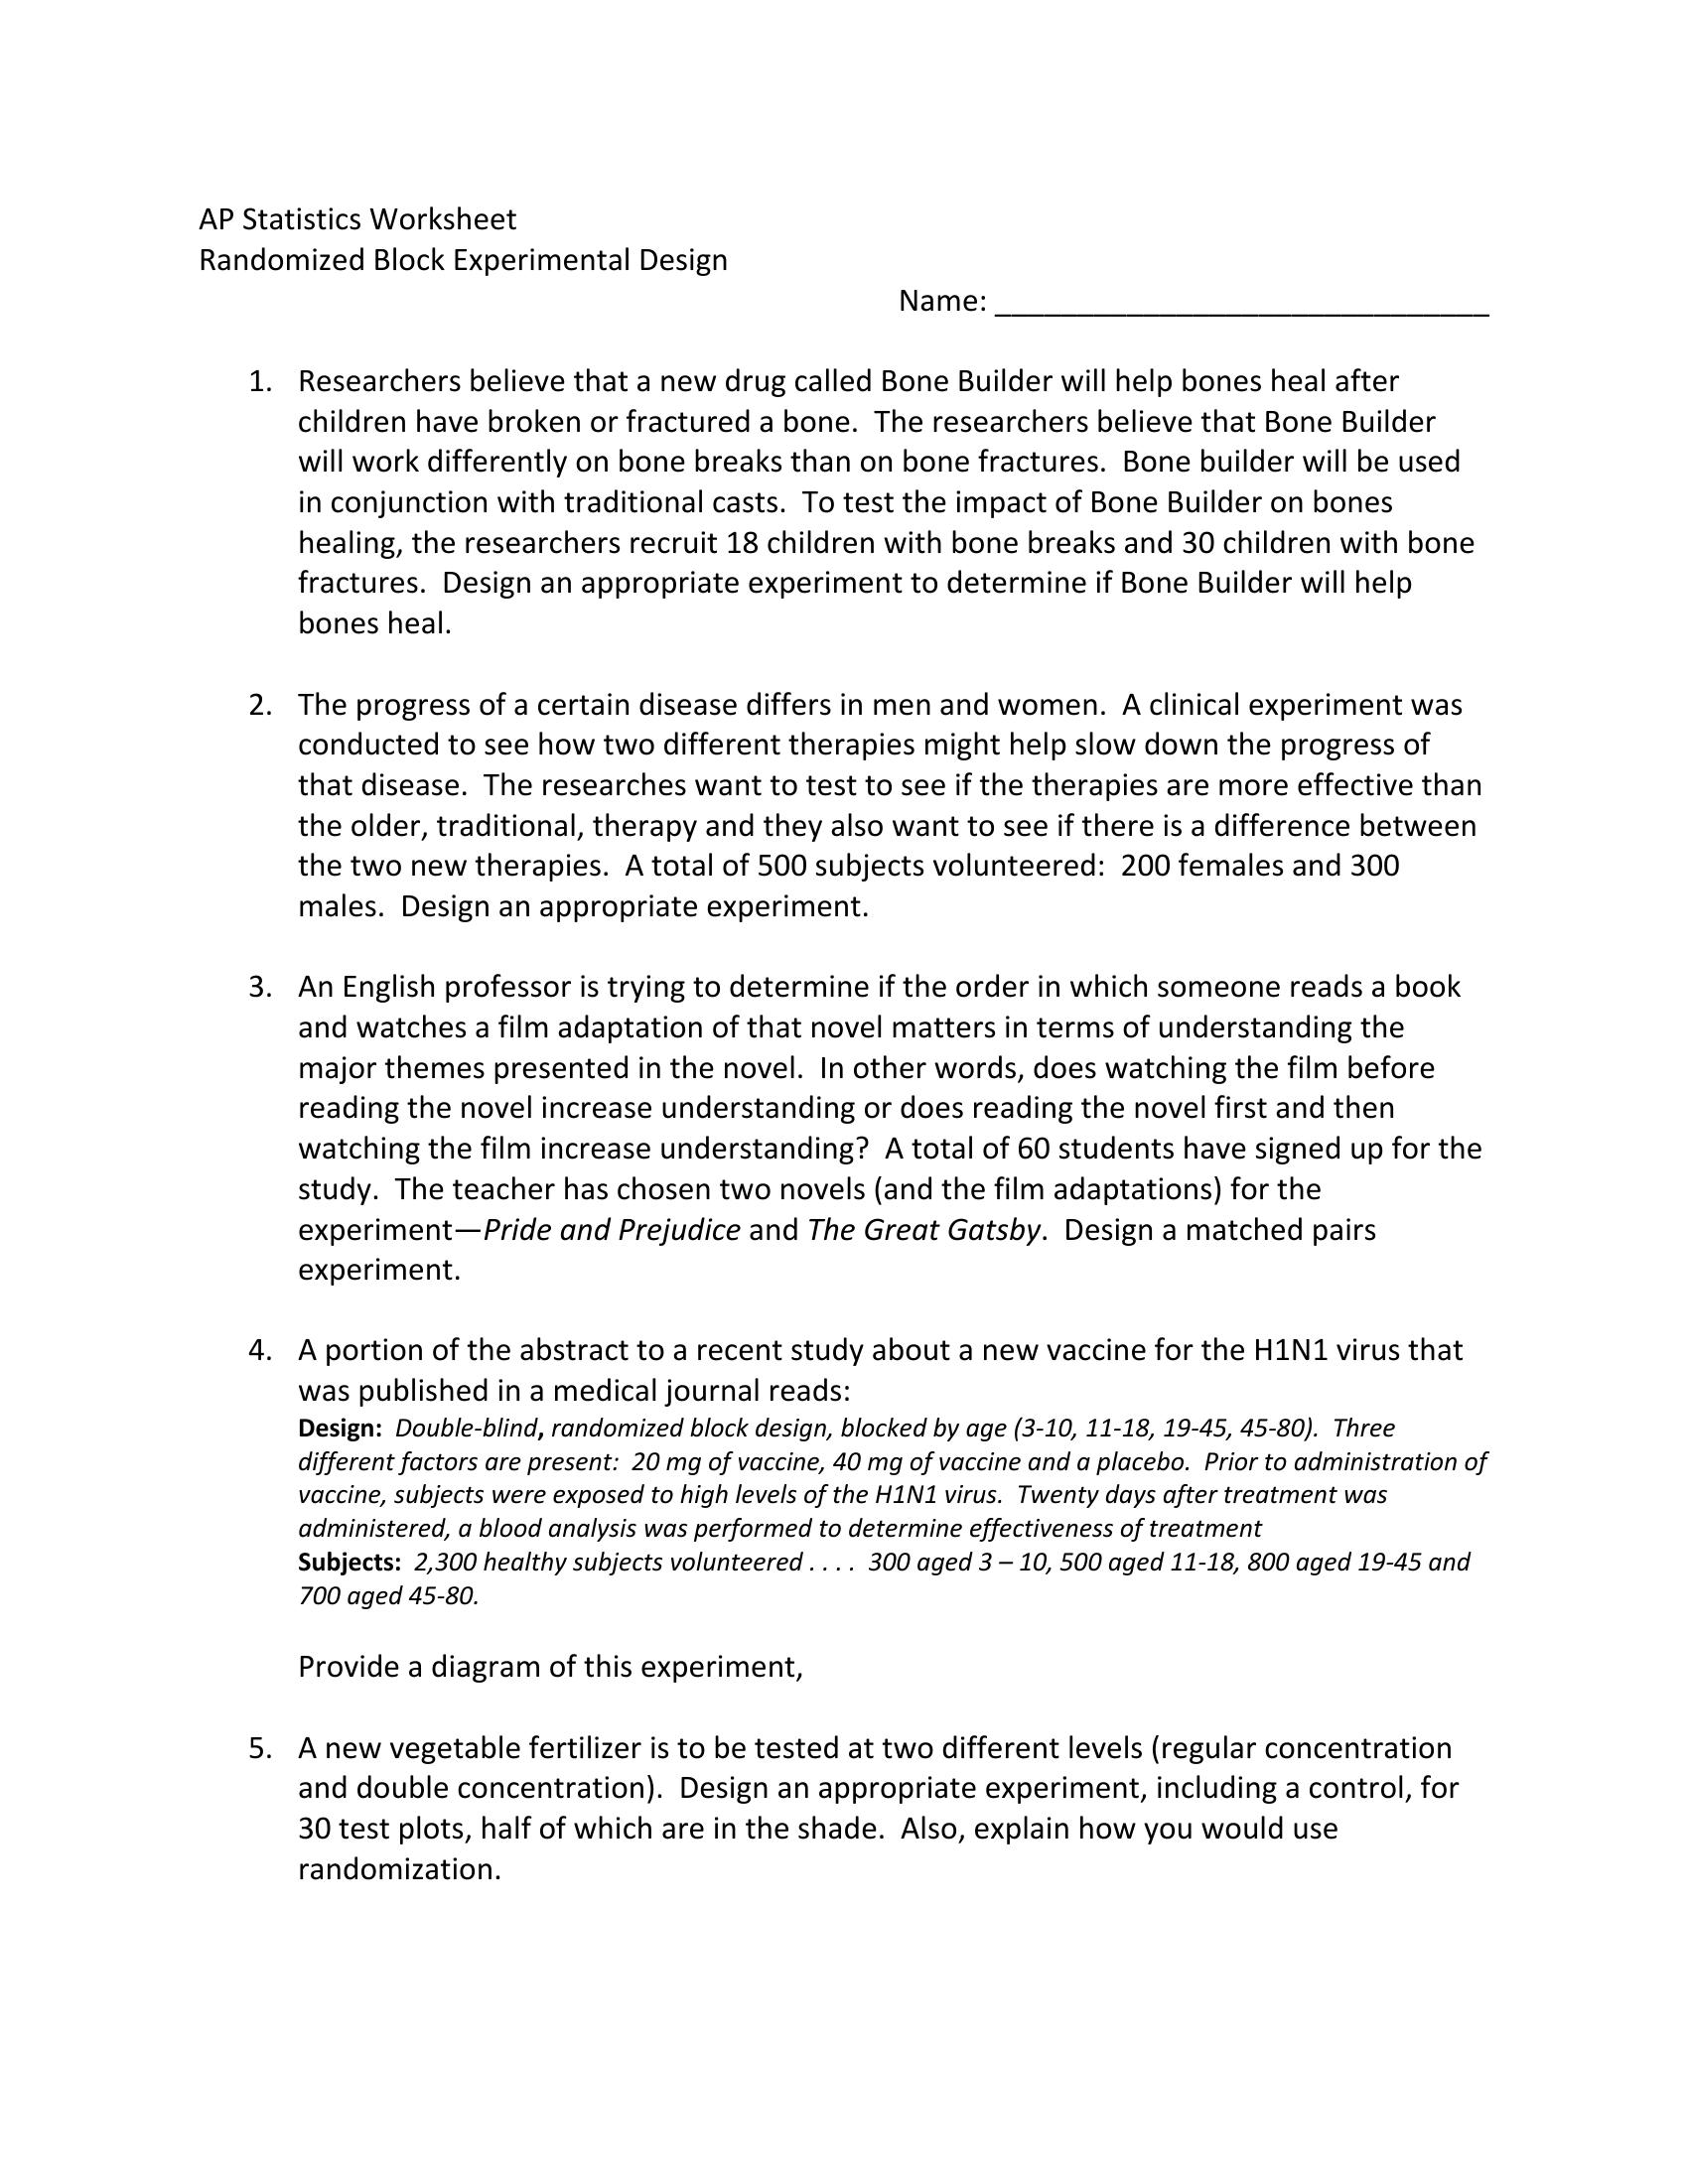 AP Statistics Worksheet
Randomized Block Experimental Design
Name: ______________________________
1. Researchers believe that a new drug called Bone Builder will help bones heal after
children have broken or fractured a bone. The researchers believe that Bone Builder
will work differently on bone breaks than on bone fractures. Bone builder will be used
in conjunction with traditional casts. To test the impact of Bone Builder on bones
healing, the researchers recruit 18 children with bone breaks and 30 children with bone
fractures. Design an appropriate experiment to determine if Bone Builder will help
bones heal.
2. The progress of a certain disease differs in men and women. A clinical experiment was
conducted to see how two different therapies might help slow down the progress of
that disease. The researches want to test to see if the therapies are more effective than
the older, traditional, therapy and they also want to see if there is a difference between
the two new therapies. A total of 500 subjects volunteered: 200 females and 300
males. Design an appropriate experiment.
3. An English professor is trying to determine if the order in which someone reads a book
and watches a film adaptation of that novel matters in terms of understanding the
major themes presented in the novel. In other words, does watching the film before
reading the novel increase understanding or does reading the novel first and then
watching the film increase understanding? A total of 60 students have signed up for the
study. The teacher has chosen two novels (and the film adaptations) for the
experiment—Pride and Prejudice and The Great Gatsby. Design a matched pairs
experiment.
4. A portion of the abstract to a recent study about a new vaccine for the H1N1 virus that
was published in a medical journal reads:
Design: Double-blind, randomized block design, blocked by age (3-10, 11-18, 19-45, 45-80). Three
different factors are present: 20 mg of vaccine, 40 mg of vaccine and a placebo. Prior to administration of
vaccine, subjects were exposed to high levels of the H1N1 virus. Twenty days after treatment was
administered, a blood analysis was performed to determine effectiveness of treatment
Subjects: 2,300 healthy subjects volunteered . . . . 300 aged 3 – 10, 500 aged 11-18, 800 aged 19-45 and
700 aged 45-80.
Provide a diagram of this experiment,
5. A new vegetable fertilizer is to be tested at two different levels (regular concentration
and double concentration). Design an appropriate experiment, including a control, for
30 test plots, half of which are in the shade. Also, explain how you would use
randomization.